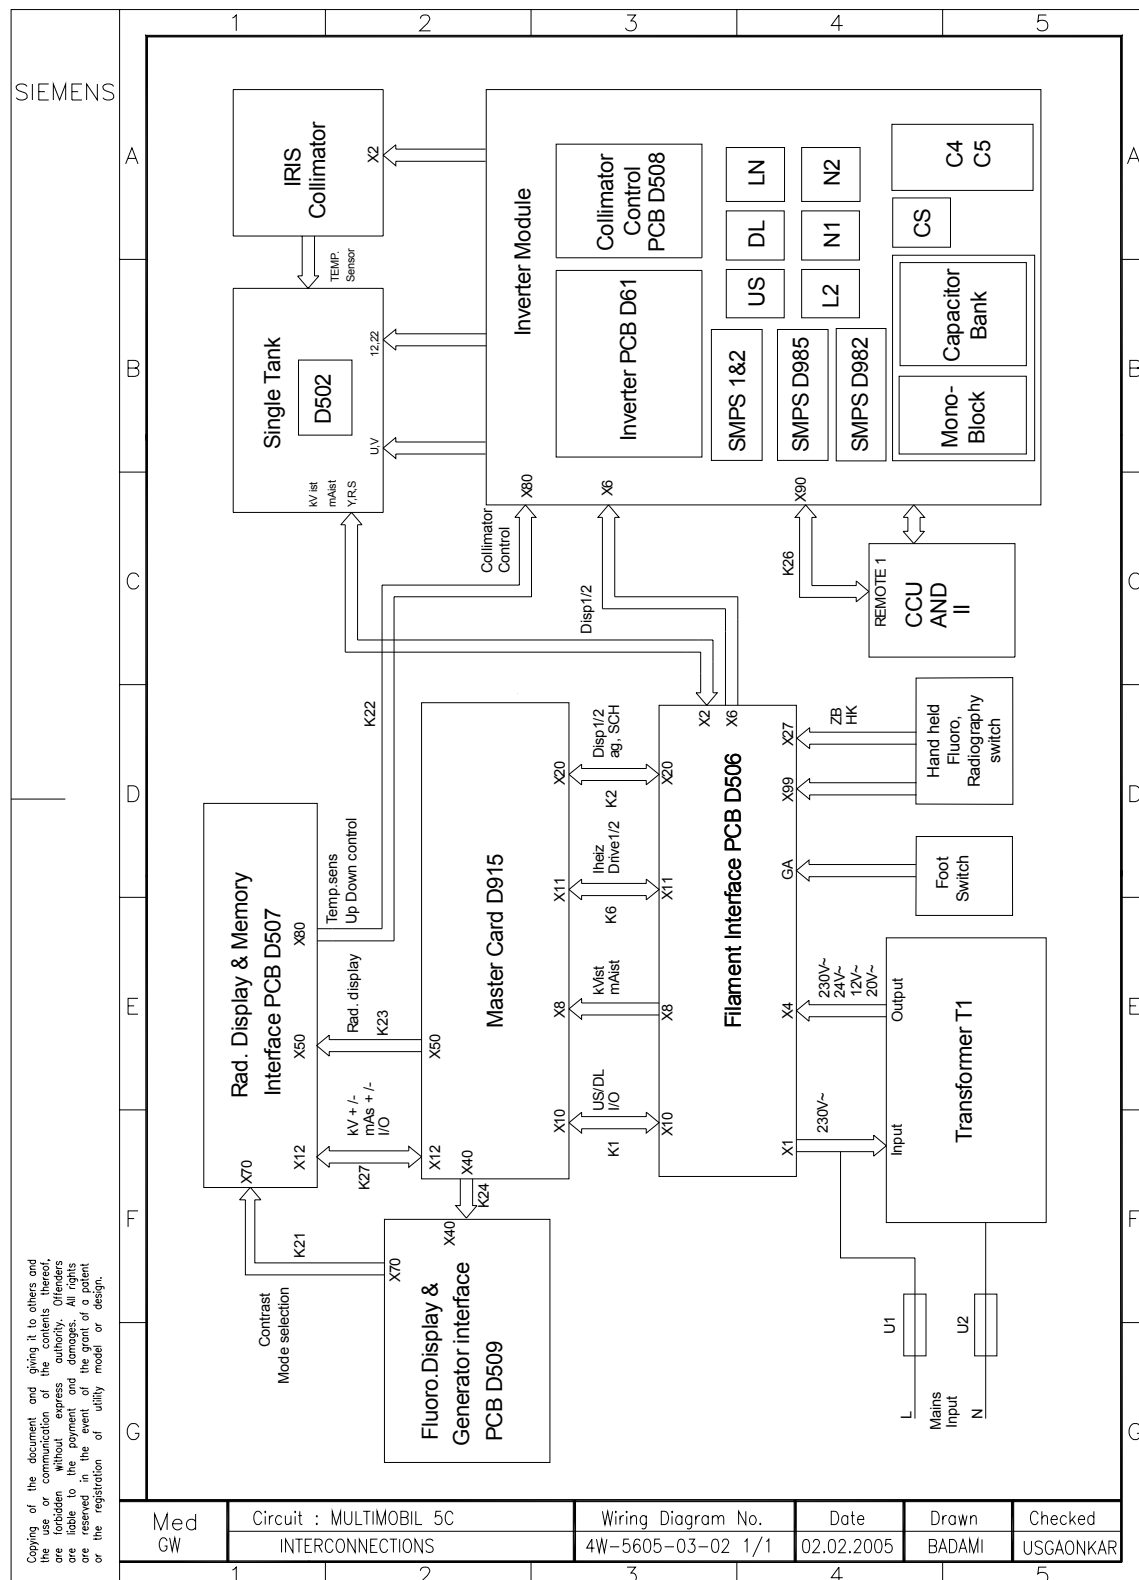 1 2 3 4 5
SIEMENS
A
B
C
D
E
F
G
A
B
C
D
E
F
G
IRIS
Collimator
X2
TEMP.
Sensor
Single Tank
D502
12,22
U,V
kV ist
mAist
Y,R,S
Inverter Module
Collimator
Control
PCB D508
Inverter PCB D61
LN
DL
US
N2
N1
L2
C4
C5
CS
SMPS 1&2
SMPS D985
SMPS D982
Capacitor
Bank
Mono-
Block
X80
X6
X90
Collimator
Control
Disp1/2
K26
REMOTE 1
CCU
AND
II
K22
Rad. Display & Memory
Interface PCB D507
Temp.sens
Up Down control
X80
X50
X12
X70
Rad. display
K23
kV + /-
mAs + /-
I/O
K27
Master Card D915
X20
X11
X8
X10
X50
X12
X40
Disp1/2
ag, SCH
K2
Iheiz
Drive1/2
K6
kVist
mAist
US/DL
I/O
K1
Filament Interface PCB D506
X2
X6
X20
X11
X8
X10
X27
X99
GA
X4
X1
ZB
HK
Hand held
Fluoro,
Radiography
switch
Foot
Switch
230V~
24V~
12V~
20V~
230V~
Output
Input
Transformer T1
K24
K21
Contrast
Mode selection
X40
X70
Fluoro.Display &
Generator interface
PCB D509
U1
U2
L
Mains
Input
N
Copying of the document and giving it to others and
the use or communication of the contents thereof,
are forbidden without express authority. Offenders
are liable to the payment and damages. All rights
are reserved in the event of the grant of a patent
or the registration of utility model or design.
Med
GW
Circuit : MULTIMOBIL 5C
INTERCONNECTIONS
Wiring Diagram No.
4W-5605-03-02 1/1
Date
02.02.2005
Drawn
BADAMI
Checked
USGAONKAR
1 2 3 4 5